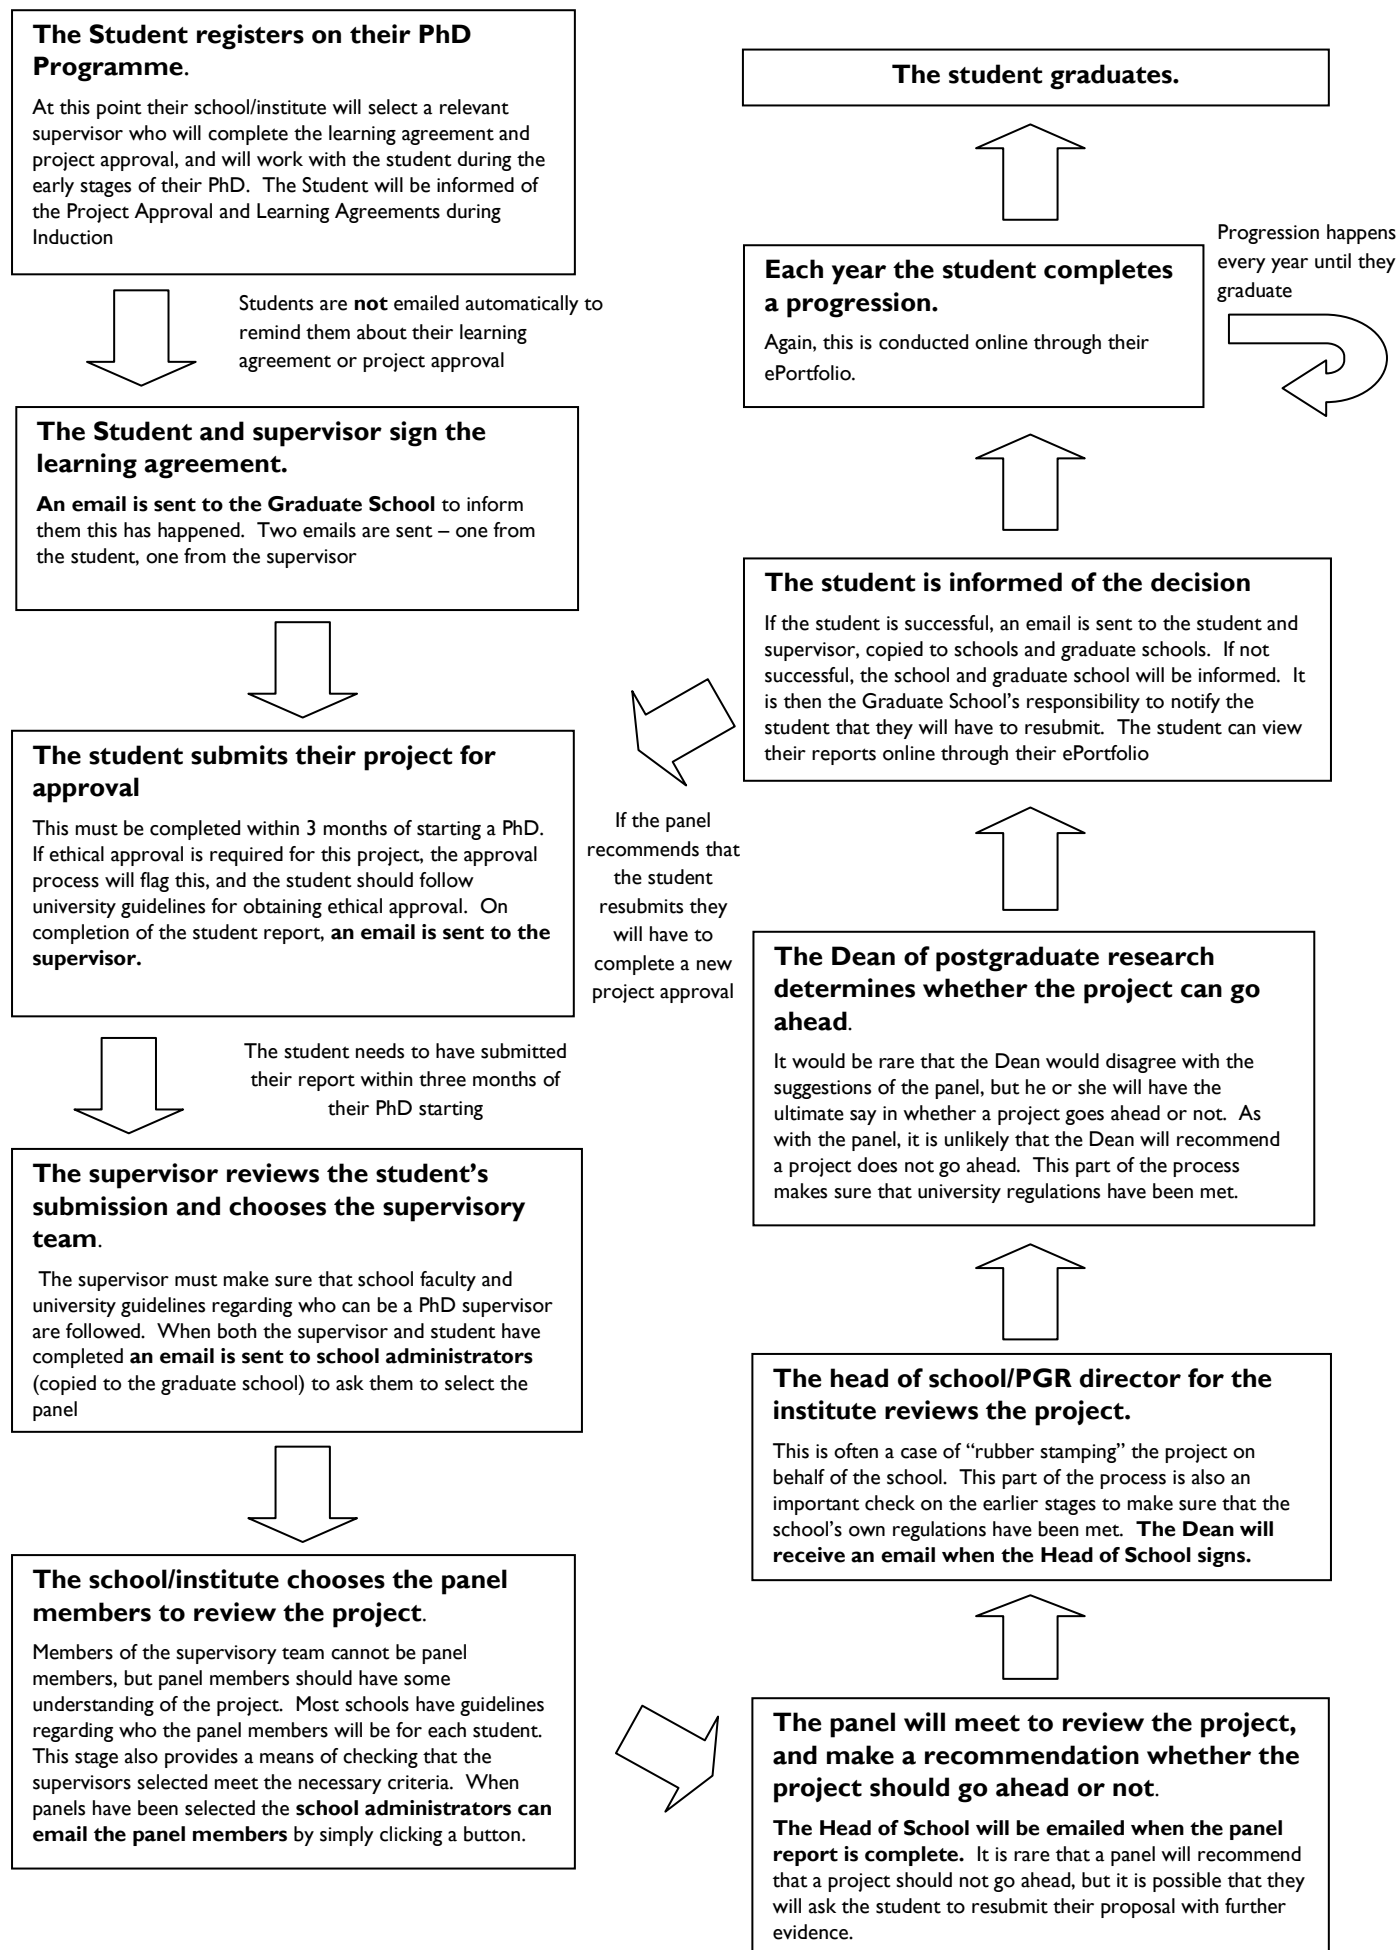 The Student registers on their PhD
Programme.
At this point their school/institute will select a relevant
supervisor who will complete the learning agreement and
project approval, and will work with the student during the
early stages of their PhD.  The Student will be informed of
the Project Approval and Learning Agreements during
Induction
Students are not emailed automatically to
remind them about their learning
agreement or project approval
The Student and supervisor sign the
learning agreement.
An email is sent to the Graduate School to inform
them this has happened.  Two emails are sent – one from
the student, one from the supervisor
The student submits their project for
approval
This must be completed within 3 months of starting a PhD.
If ethical approval is required for this project, the approval
process will flag this, and the student should follow
university guidelines for obtaining ethical approval.  On
completion of the student report, an email is sent to the
supervisor.
The student needs to have submitted
their report within three months of
their PhD starting
The supervisor reviews the student’s
submission and chooses the supervisory
team.
The supervisor must make sure that school faculty and
university guidelines regarding who can be a PhD supervisor
are followed.  When both the supervisor and student have
completed an email is sent to school administrators
(copied to the graduate school) to ask them to select the
panel
The school/institute chooses the panel
members to review the project.
Members of the supervisory team cannot be panel
members, but panel members should have some
understanding of the project.  Most schools have guidelines
regarding who the panel members will be for each student.
This stage also provides a means of checking that the
supervisors selected meet the necessary criteria.  When
panels have been selected the school administrators can
email the panel members by simply clicking a button.
The panel will meet to review the project,
and make a recommendation whether the
project should go ahead or not.
The Head of School will be emailed when the panel
report is complete.  It is rare that a panel will recommend
that a project should not go ahead, but it is possible that they
will ask the student to resubmit their proposal with further
evidence.
The head of school/PGR director for the
institute reviews the project.
This is often a case of “rubber stamping” the project on
behalf of the school.  This part of the process is also an
important check on the earlier stages to make sure that the
school’s own regulations have been met.  The Dean will
receive an email when the Head of School signs.
The Dean of postgraduate research
determines whether the project can go
ahead.
It would be rare that the Dean would disagree with the
suggestions of the panel, but he or she will have the
ultimate say in whether a project goes ahead or not.  As
with the panel, it is unlikely that the Dean will recommend
a project does not go ahead.  This part of the process
makes sure that university regulations have been met.
The student is informed of the decision
If the student is successful, an email is sent to the student and
supervisor, copied to schools and graduate schools.  If not
successful, the school and graduate school will be informed.  It
is then the Graduate School’s responsibility to notify the
student that they will have to resubmit.  The student can view
their reports online through their ePortfolio
If the panel
recommends that
the student
resubmits they
will have to
complete a new
project approval
Each year the student completes
a progression.
Again, this is conducted online through their
ePortfolio.
Progression happens
every year until they
graduate
The student graduates.